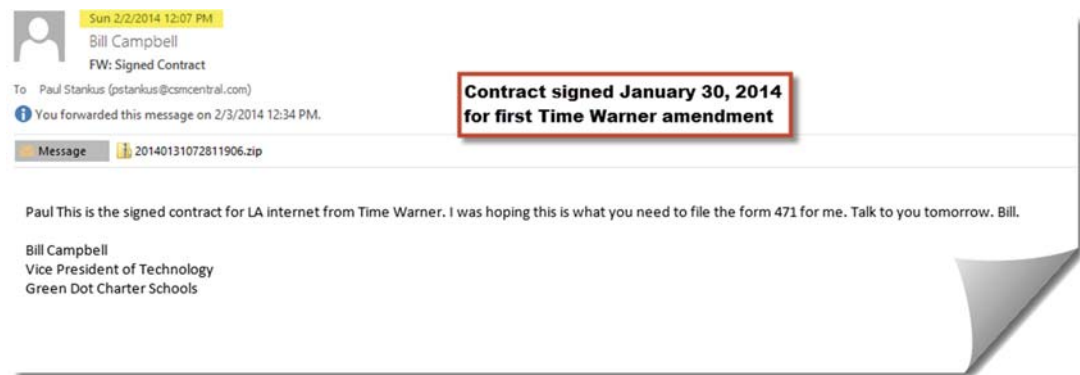 Sun 2/2/2014 12:07 PM
Bill Campbell
FW: Signed Contract
To Paul Stankus (pstankus@csmcentral.com)
You forwarded this message on 2/3/2014 12:34 PM.
Contract signed January 30, 2014
for first Time Warner amendment
Message 20140131072811906.zip
Paul This is the signed contract for LA internet from Time Warner. I was hoping this is what you need to file the form 471 for me. Talk to you tomorrow. Bill.
Bill Campbell
Vice President of Technology
Green Dot Charter Schools